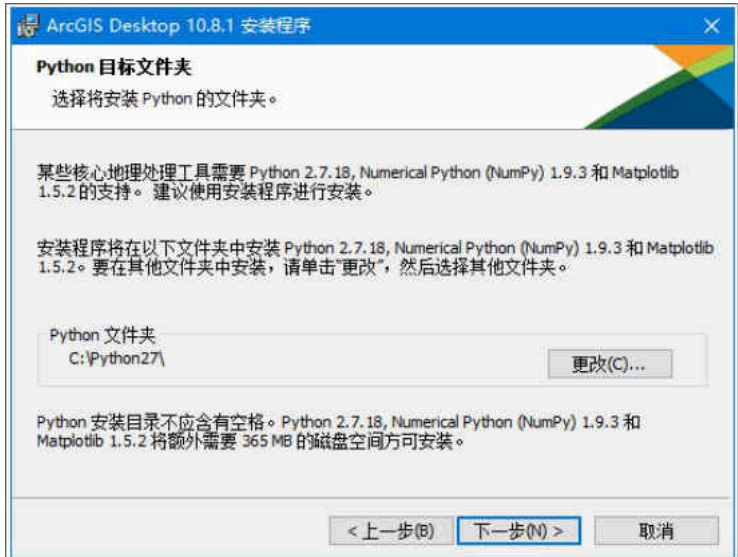 ArcGIS Desktop 10.8.1 安装程序
Python 目标文件夹
选择将安装 Python 的文件夹。
某些核心地理处理工具需要 Python 2.7.18, Numerical Python (NumPy) 1.9.3 和 Matplotlib
1.5.2 的支持。 建议使用安装程序进行安装。
安装程序将在以下文件夹中安装 Python 2.7.18, Numerical Python (NumPy) 1.9.3 和 Matplotlib
1.5.2。要在其他文件夹中安装，请单击“更改”，然后选择其他文件夹。
Python 文件夹
C:\Python27\
更改(C)...
Python 安装目录不应含有空格。Python 2.7.18, Numerical Python (NumPy) 1.9.3 和
Matplotlib 1.5.2 将额外需要 365 MB 的磁盘空间方可安装。
< 上一步(B) 下一步(N) > 取消